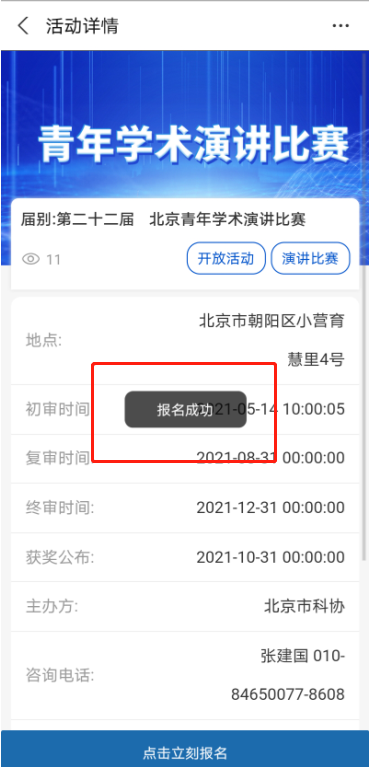 活动详情
青年学术演讲比赛
届别:第二十二届 北京青年学术演讲比赛
11
开放活动
演讲比赛
地点:
北京市朝阳区小营育
慧里4号
初审时间
2021-05-14 10:00:05
报名成功
复审时间
2021-08-31 00:00:00
终审时间:
2021-12-31 00:00:00
获奖公布:
2021-10-31 00:00:00
主办方:
北京市科协
咨询电话:
张建国 010-
84650077-8608
点击立刻报名